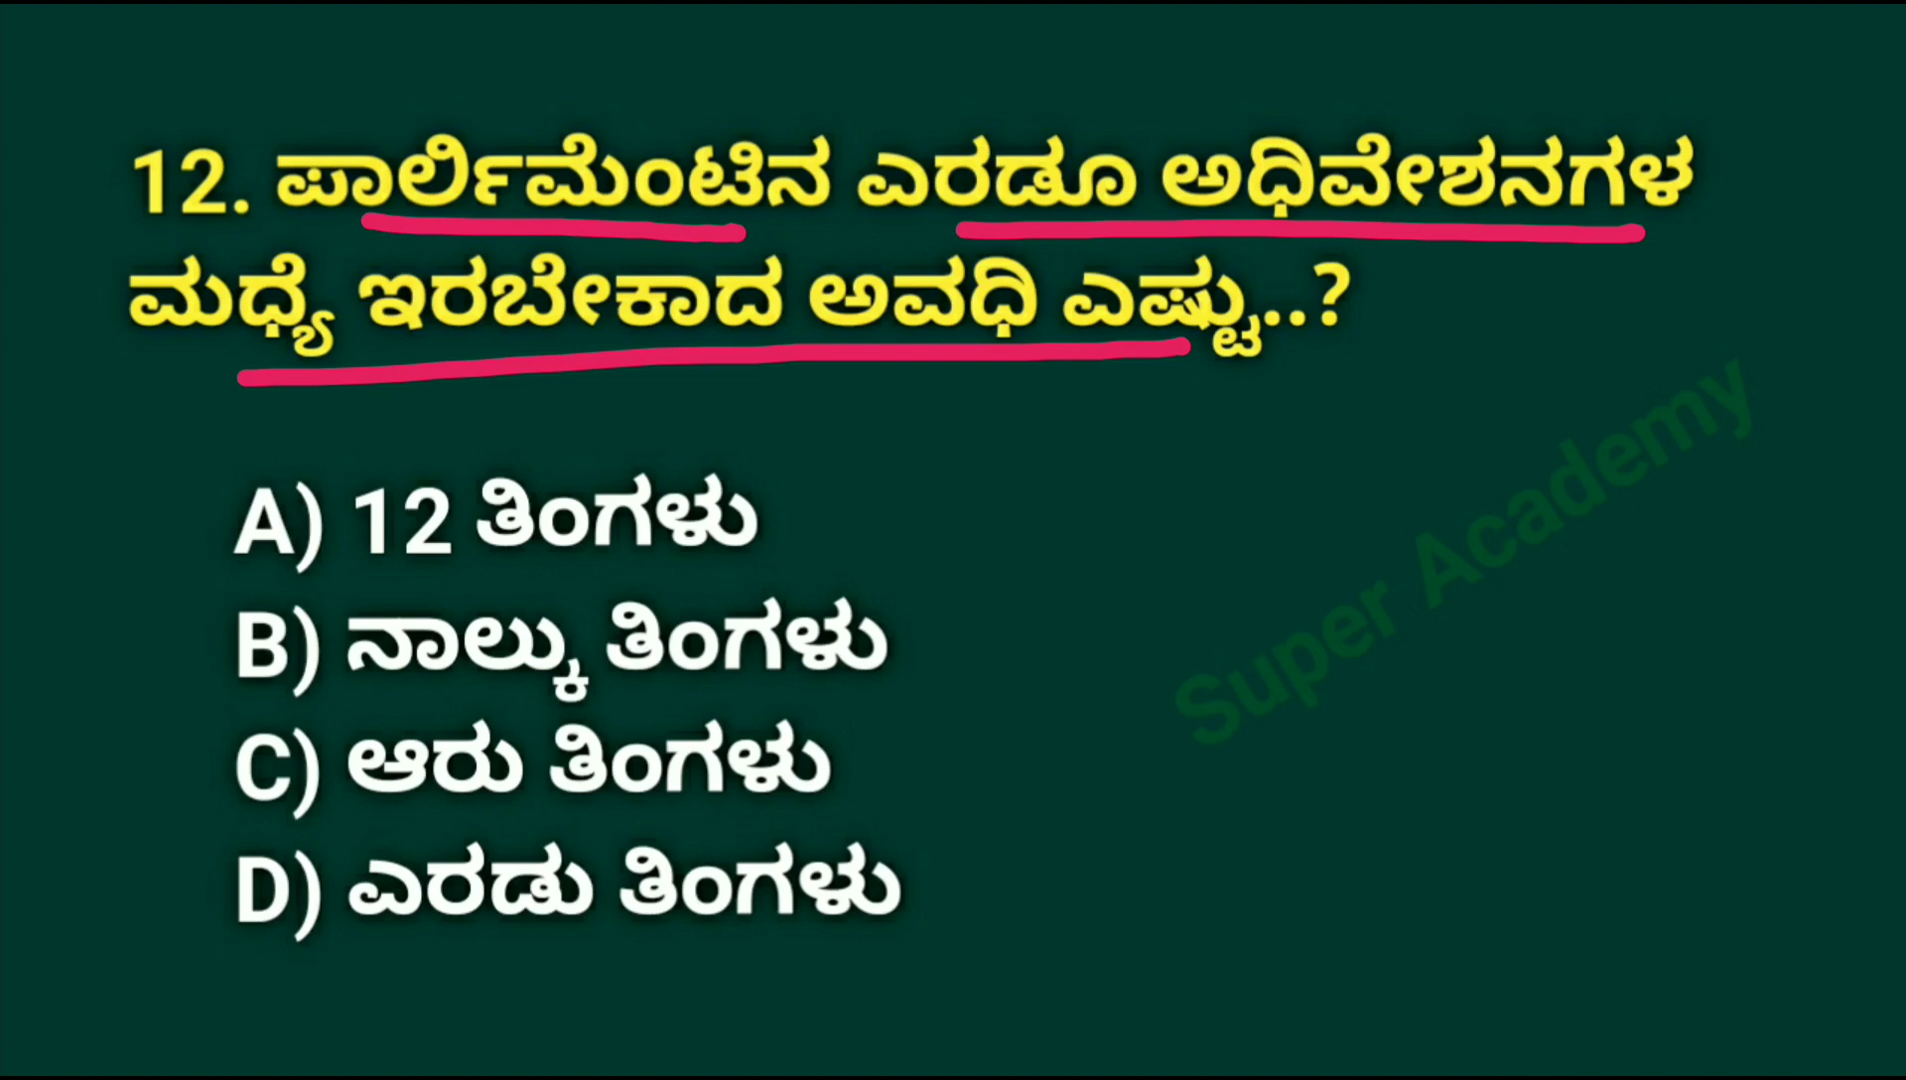 12. ಪಾರ್ಲಿಮೆಂಟಿನ ಎರಡೂ ಅಧಿವೇಶನಗಳ
ಮಧ್ಯೆ ಇರಬೇಕಾದ ಅವಧಿ ಎಷ್ಟು..?
A) 12 ತಿಂಗಳು
B) ನಾಲ್ಕು ತಿಂಗಳು
C) ಆರು ತಿಂಗಳು
D) ಎರಡು ತಿಂಗಳು
Super Academy